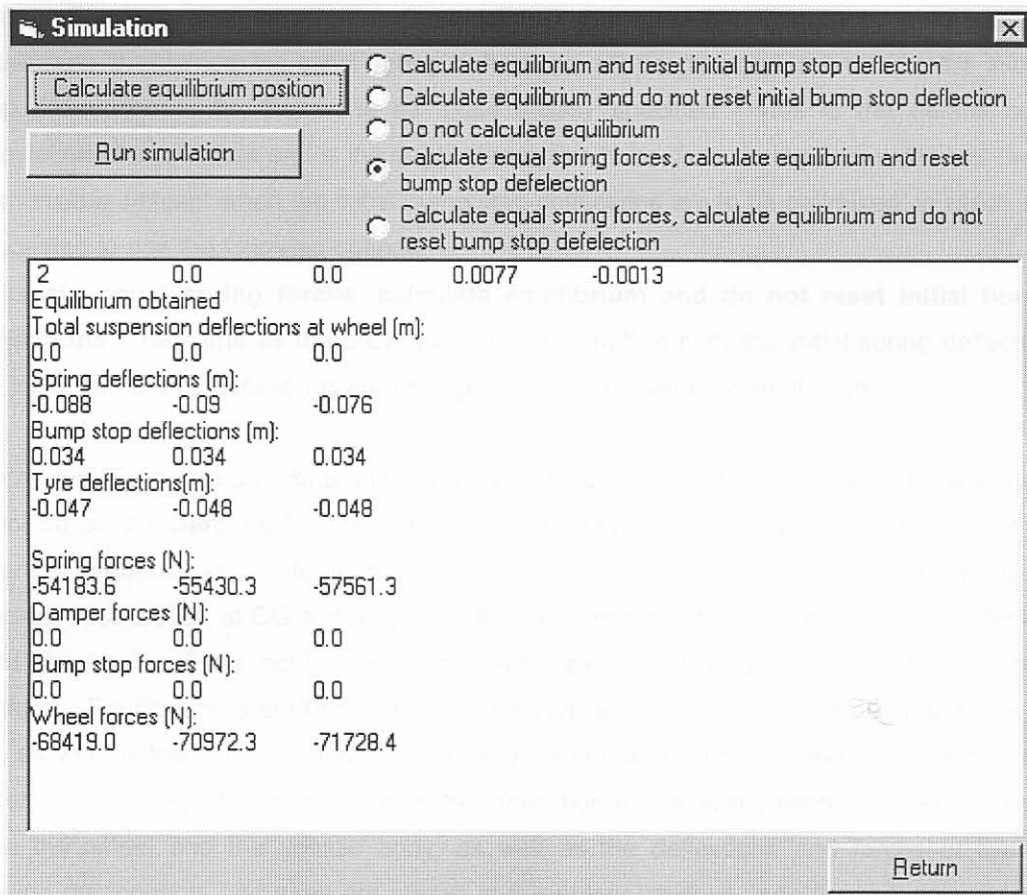 Simulation
Calculate equilibrium position
Run simulation
Calculate equilibrium and reset initial bump stop deflection
Calculate equilibrium and do not reset initial bump stop deflection
Do not calculate equilibrium
Calculate equal spring forces, calculate equilibrium and reset
bump stop defelection
Calculate equal spring forces, calculate equilibrium and do not
reset bump stop defelection
2 0.0 0.0 0.0077 -0.0013
Equilibrium obtained
Total suspension deflections at wheel (m):
0.0 0.0 0.0
Spring deflections (m):
-0.088 -0.09 -0.076
Bump stop deflections (m):
0.034 0.034 0.034
Tyre deflections(m):
-0.047 -0.048 -0.048
Spring forces (N):
-54183.6 -55430.3 -57561.3
Damper forces (N):
0.0 0.0 0.0
Bump stop forces (N):
0.0 0.0 0.0
Wheel forces (N):
-68419.0 -70972.3 -71728.4
Return